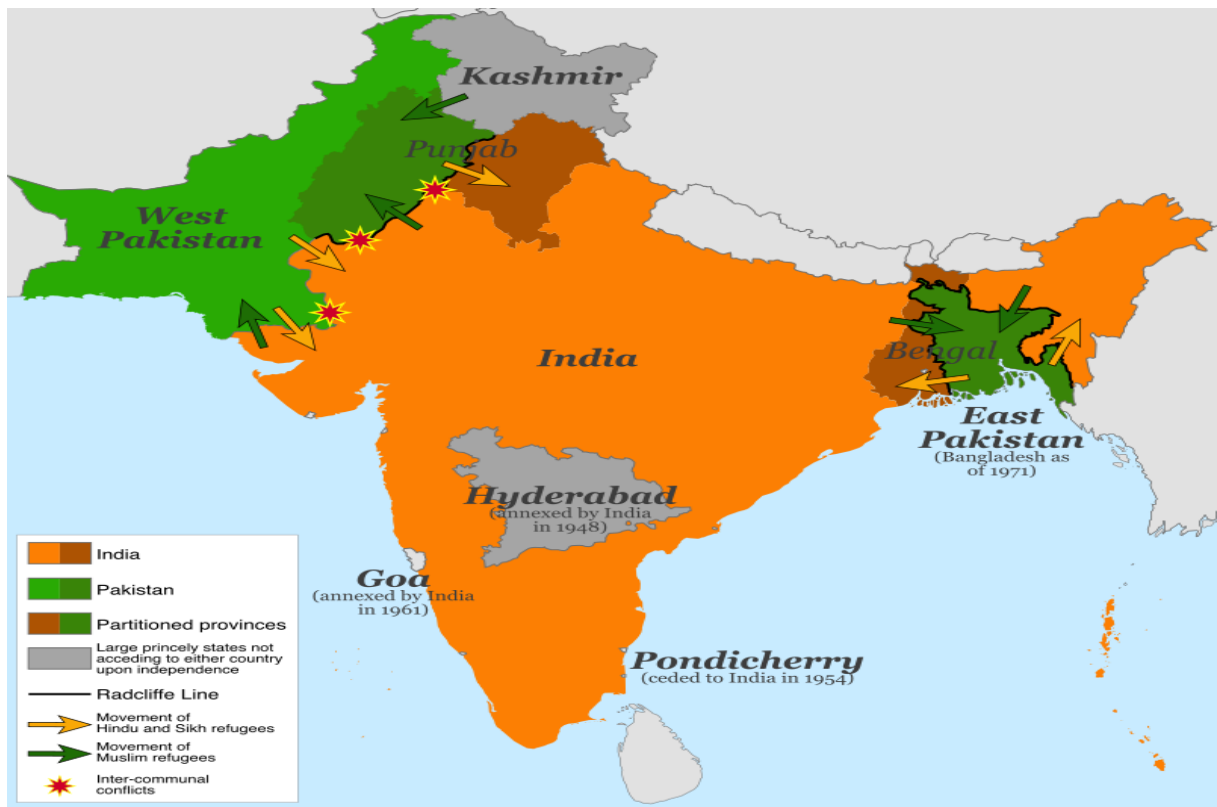 Kashmir
Punjab
West
Pakistan
India
Bengal
East
Pakistan
(Bangladesh as
of 1971)
Hyderabad
(annexed by India
in 1948)
Goa
(annexed by India
in 1961)
Pondicherry
(ceded to India in 1954)
India
Pakistan
Partitioned provinces
Large princely states not
acceding to either country
upon independence
Radcliffe Line
Movement of
Hindu and Sikh refugees
Movement of
Muslim refugees
Inter-communal
conflicts